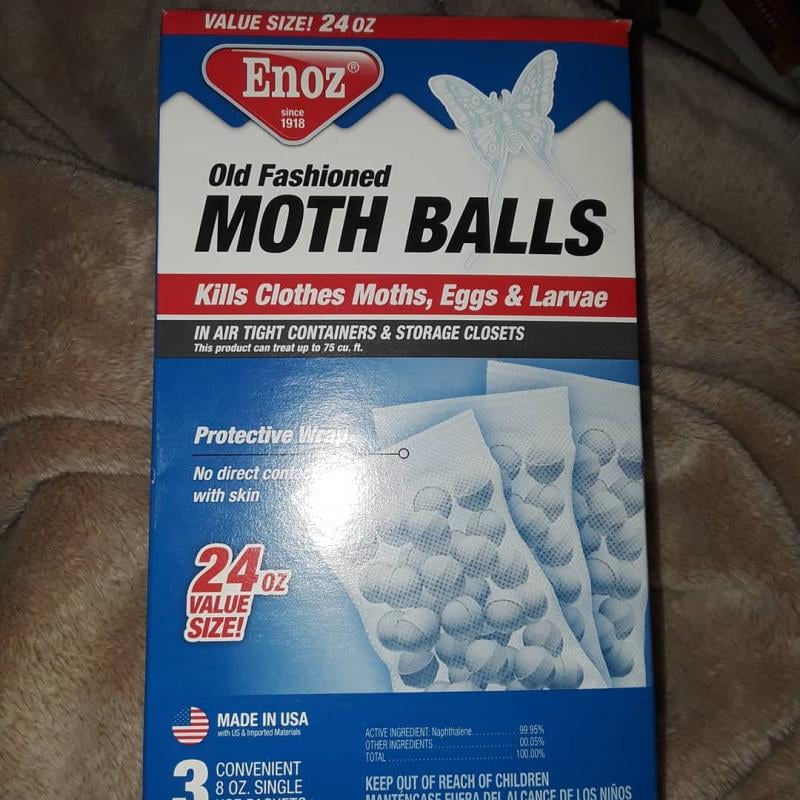 VALUE SIZE! 24 OZ
Enoz®
since
1918
Old Fashioned
MOTH BALLS
Kills Clothes Moths, Eggs & Larvae
IN AIR TIGHT CONTAINERS & STORAGE CLOSETS
This product can treat up to 75 cu. ft.
Protective Wrap
No direct contact
with skin
24 OZ
VALUE
SIZE!
MADE IN USA
with US & Imported Materials
3 CONVENIENT
8 OZ. SINGLE
ACTIVE INGREDIENT: Naphthalene............ 99.95%
OTHER INGREDIENTS.................... 00.05%
TOTAL................................ 100.00%
KEEP OUT OF REACH OF CHILDREN
MANTÉNGASE FUERA DEL ALCANCE DE LOS NIÑOS